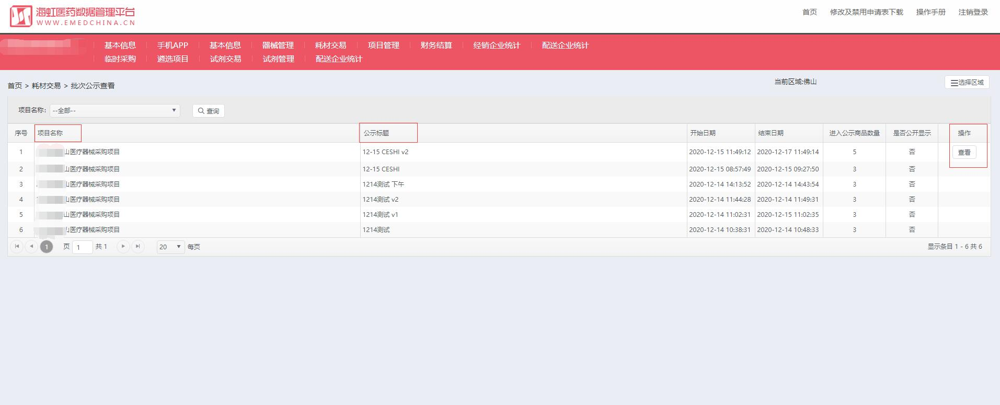 海虹医药数据管理平台
WWW.EMEDCHINA.CN
首页 修改及禁用申请表下载 操作手册 注销登录
基本信息 手机APP 基本信息 器械管理 耗材交易 项目管理 财务结算 经销企业统计 配送企业统计
临时采购 遴选项目 试剂交易 试剂管理 配送企业统计
首页 > 耗材交易 > 批次公示查看
当前区域:佛山
选择区域
项目名称: --全部-- 查询
序号 项目名称 公示标题 开始日期 结束日期 进入公示商品数量 是否公开显示 操作
1 山医疗器械采购项目 12-15 CESHI v2 2020-12-15 11:49:12 2020-12-17 11:49:14 5 否 查看
2 山医疗器械采购项目 12-15 CESHI 2020-12-15 08:57:49 2020-12-15 09:27:50 3 否
3 山医疗器械采购项目 1214测试 下午 2020-12-14 14:13:52 2020-12-14 14:43:54 3 否
4 山医疗器械采购项目 1214测试 v2 2020-12-14 11:44:28 2020-12-14 11:49:31 3 否
5 山医疗器械采购项目 1214测试 v1 2020-12-14 11:02:31 2020-12-15 11:02:35 3 否
6 山医疗器械采购项目 1214测试 2020-12-14 10:38:31 2020-12-14 10:48:33 3 否
1 页 1 共 1 20 每页 显示条目 1 - 6 共 6